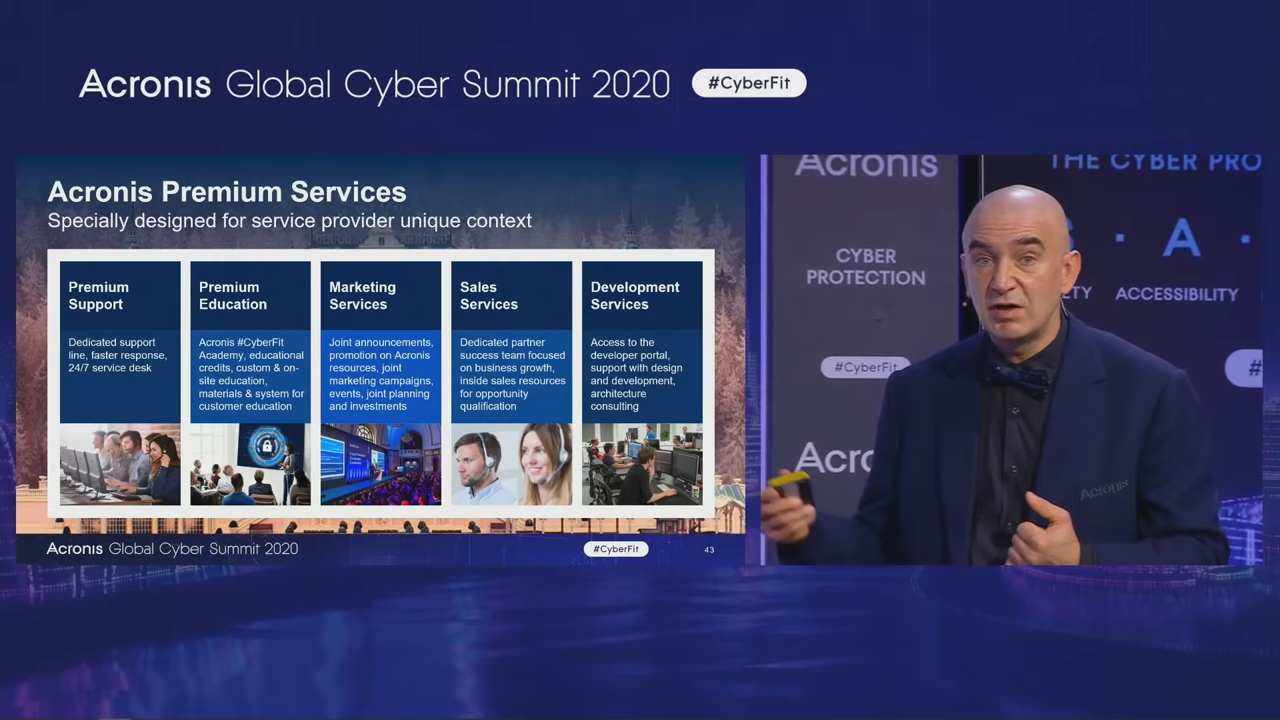 Acronis Global Cyber Summit 2020 #CyberFit
Acronis Premium Services
Specially designed for service provider unique context
Premium
Support
Dedicated support
line, faster response,
24/7 service desk
Premium
Education
Acronis #CyberFit
Academy, educational
credits, custom & on-
site education,
materials & system for
customer education
Marketing
Services
Joint announcements,
promotion on Acronis
resources, joint
marketing campaigns,
events, joint planning
and investments
Sales
Services
Dedicated partner
success team focused
on business growth,
inside sales resources
for opportunity
qualification
Development
Services
Access to the
developer portal,
support with design
and development,
architecture
consulting
Acronis Global Cyber Summit 2020 #CyberFit 43
Acronis
CYBER
PROTECTION
#CyberFit
Acro
THE CYBER PRO
· A ·
ETY ACCESSIBILITY
#
Acronis